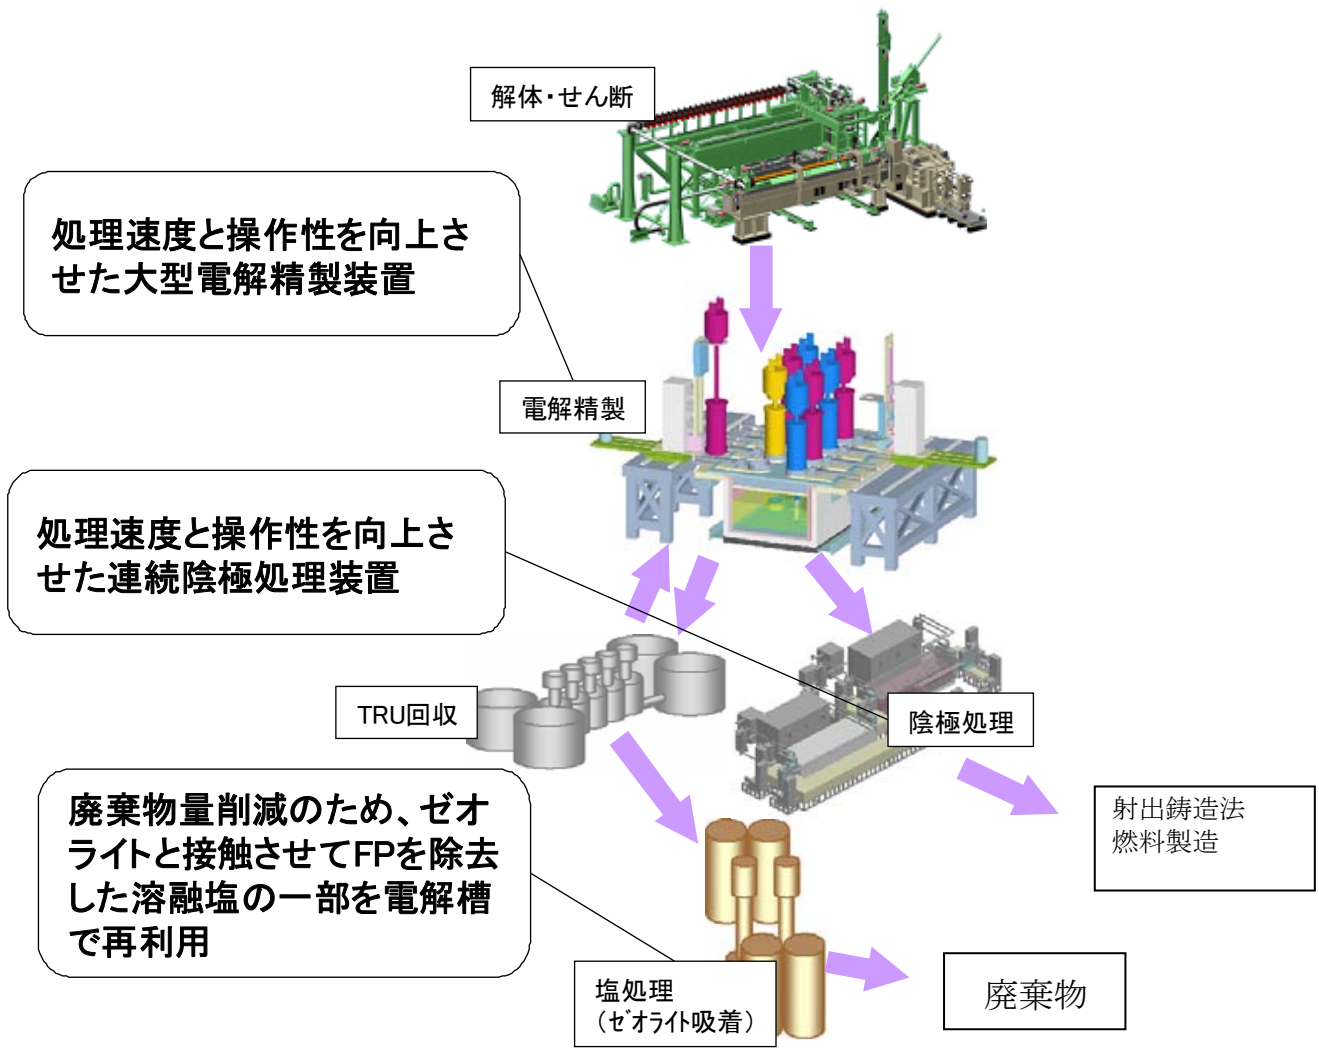 解体・せん断
処理速度と操作性を向上さ
せた大型電解精製装置
電解精製
処理速度と操作性を向上さ
せた連続陰極処理装置
TRU回収
陰極処理
廃棄物量削減のため、ゼオ
ライトと接触させてFPを除去
した溶融塩の一部を電解槽
で再利用
射出鋳造法
燃料製造
塩処理
（ｾﾞｵﾗｲﾄ吸着）
廃棄物